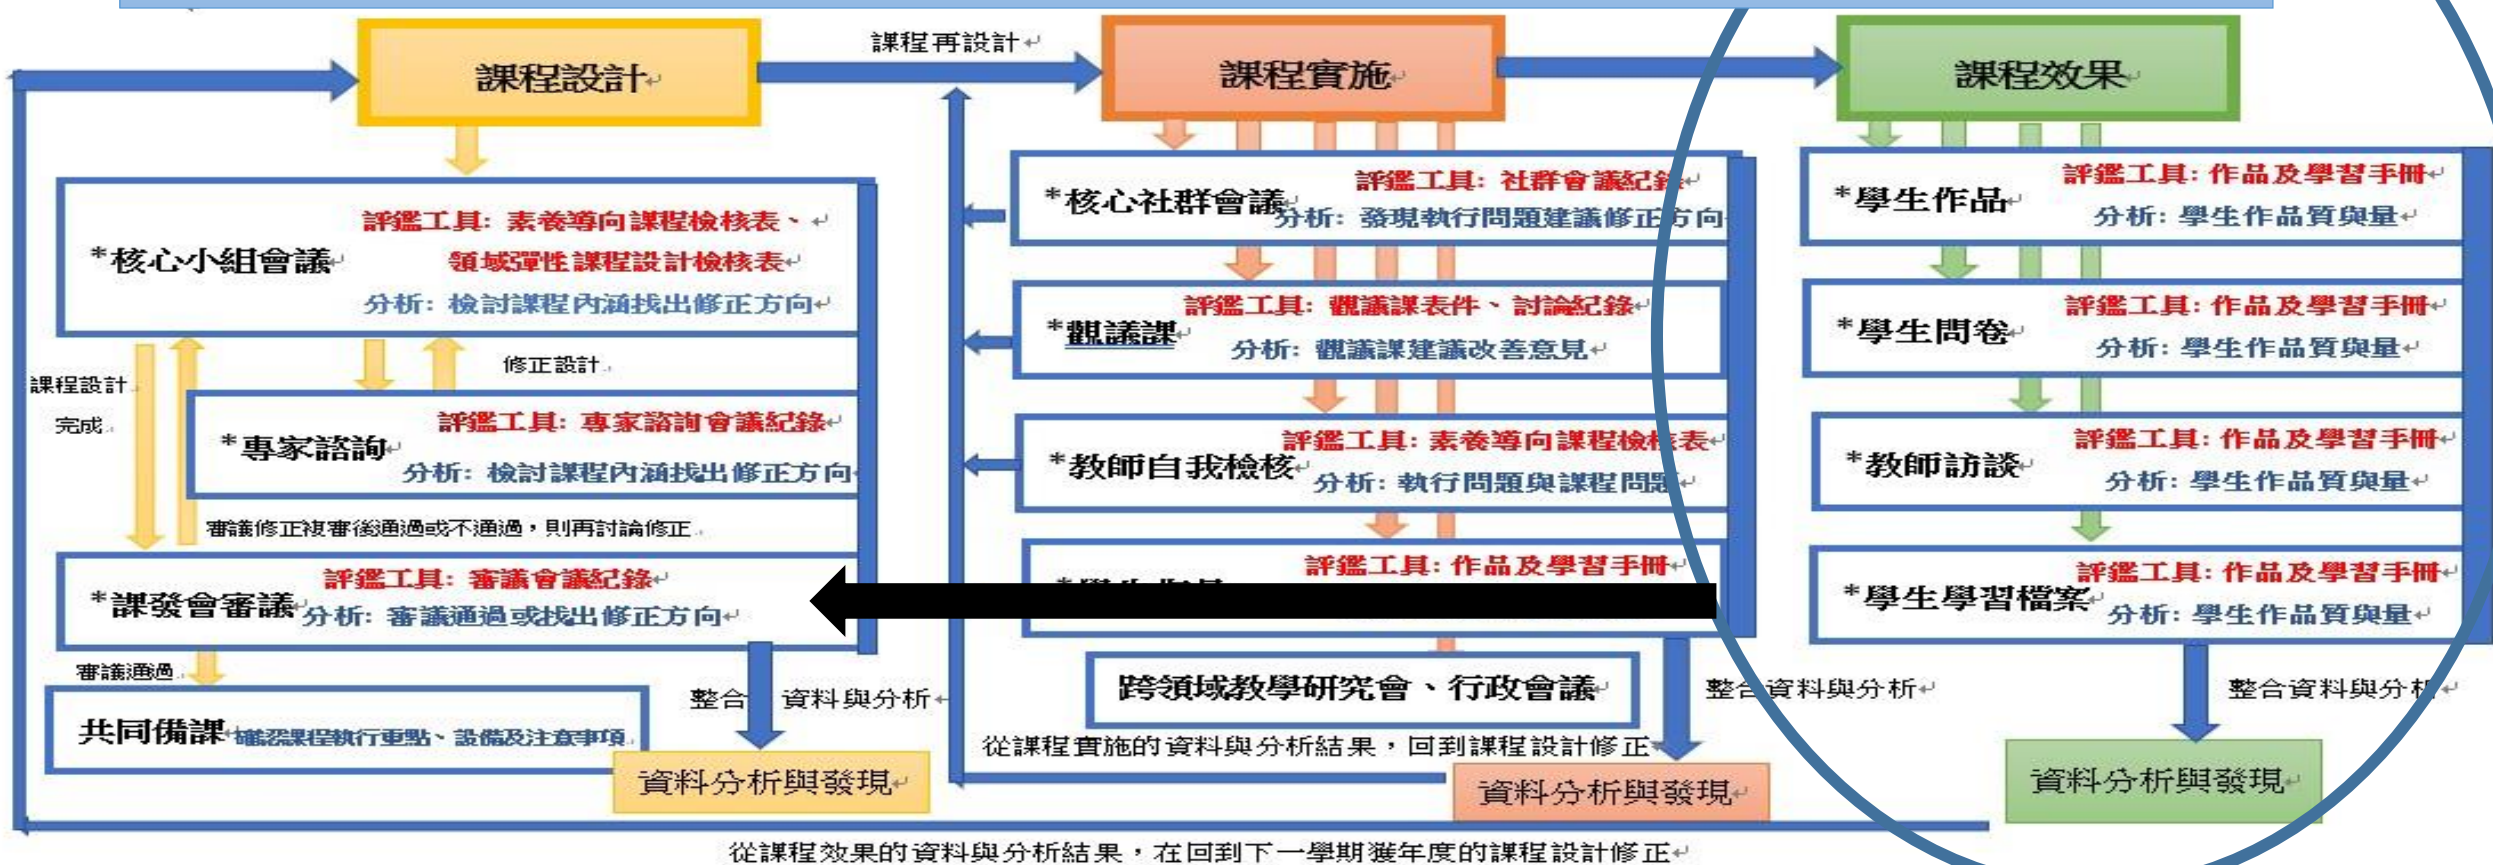 課程設計
課程再設計
課程實施
課程效果
*核心小組會議
評鑑工具: 素養導向課程檢核表、
領域彈性課程設計檢核表
分析: 檢討課程內涵找出修正方向
課程設計
完成
修正設計
*專家諮詢
評鑑工具: 專家諮詢會議紀錄
分析: 檢討課程內涵找出修正方向
審議修正複審後通過或不通過，則再討論修正
*課發會審議
評鑑工具: 審議會議紀錄
分析: 審議通過或找出修正方向
審議通過
共同備課 確認課程執行重點、設備及注意事項
整合 資料與分析
資料分析與發現
*核心社群會議
評鑑工具: 社群會議紀錄
分析: 發現執行問題建議修正方向
*觀議課
評鑑工具: 觀議課表件、討論紀錄
分析: 觀議課建議改善意見
*教師自我檢核
評鑑工具: 素養導向課程檢核表
分析: 執行問題與課程問題
評鑑工具: 作品及學習手冊
跨領域教學研究會、行政會議
整合資料與分析
從課程實施的資料與分析結果，回到課程設計修正
資料分析與發現
*學生作品
評鑑工具: 作品及學習手冊
分析: 學生作品質與量
*學生問卷
評鑑工具: 作品及學習手冊
分析: 學生作品質與量
*教師訪談
評鑑工具: 作品及學習手冊
分析: 學生作品質與量
*學生學習檔案
評鑑工具: 作品及學習手冊
分析: 學生作品質與量
整合資料與分析
資料分析與發現
從課程效果的資料與分析結果，在回到下一學期獲年度的課程設計修正